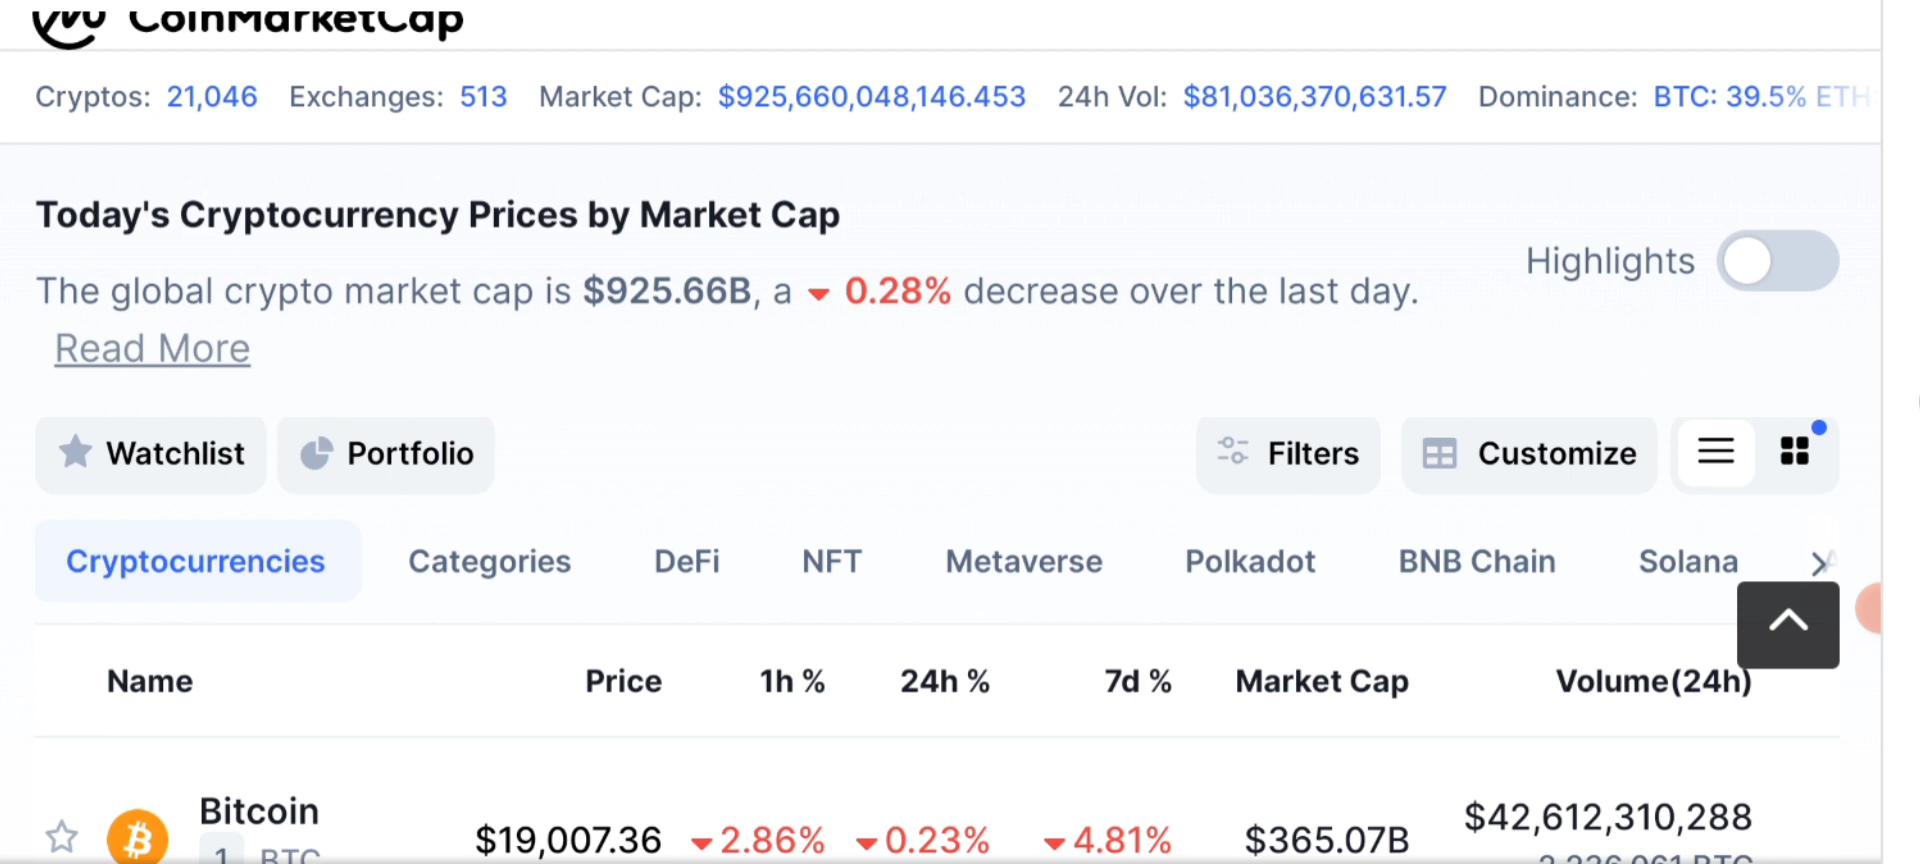 CoinMarketCap
Cryptos: 21,046 Exchanges: 513 Market Cap: $925,660,048,146.453 24h Vol: $81,036,370,631.57 Dominance: BTC: 39.5% ETH
Today's Cryptocurrency Prices by Market Cap
Highlights
The global crypto market cap is $925.66B, a 0.28% decrease over the last day.
Read More
Watchlist Portfolio Filters Customize
Cryptocurrencies Categories DeFi NFT Metaverse Polkadot BNB Chain Solana
Name Price 1h % 24h % 7d % Market Cap Volume(24h)
Bitcoin $19,007.36 2.86% 0.23% 4.81% $365.07B $42,612,310,288
1 BTC